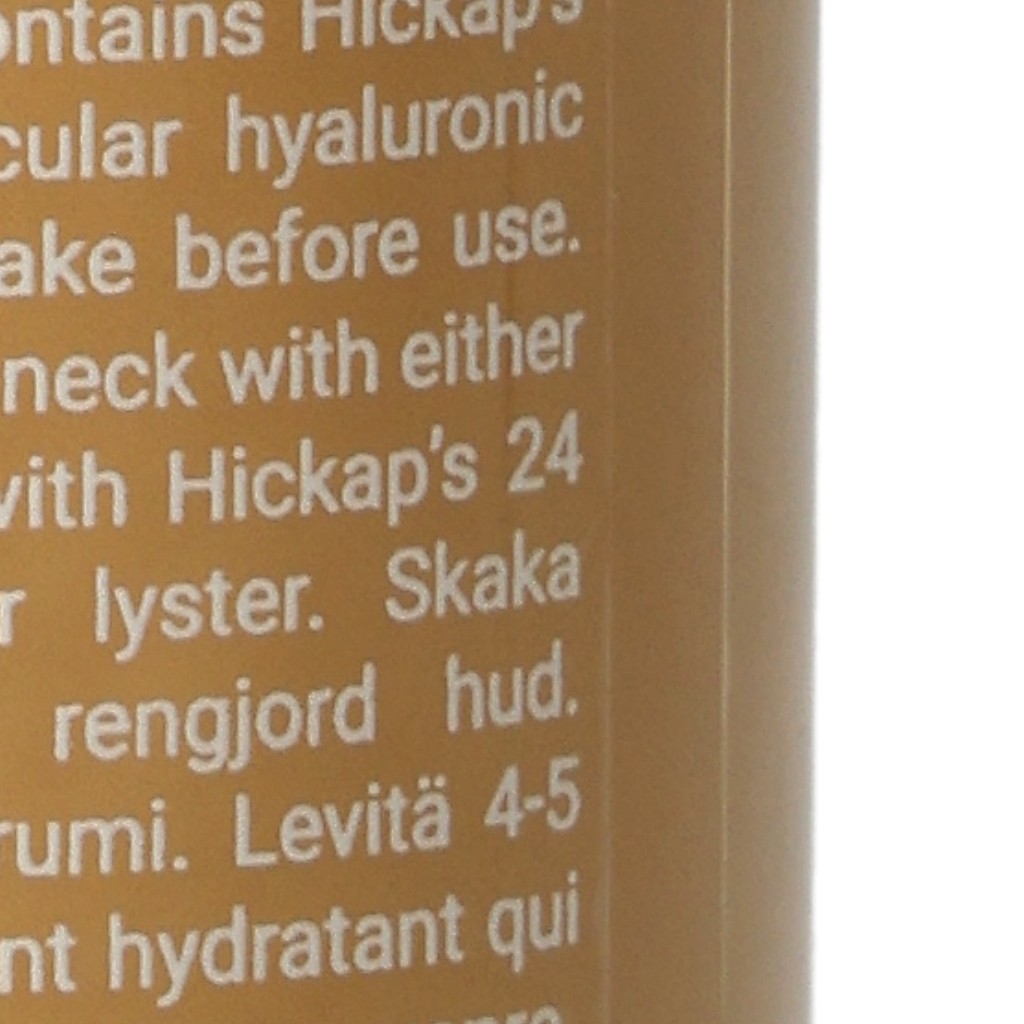 ontains Hickap's
cular hyaluronic
ake before use.
neck with either
with Hickap's 24
r lyster. Skaka
rengjord hud.
rumi. Levitä 4-5
nt hydratant qui